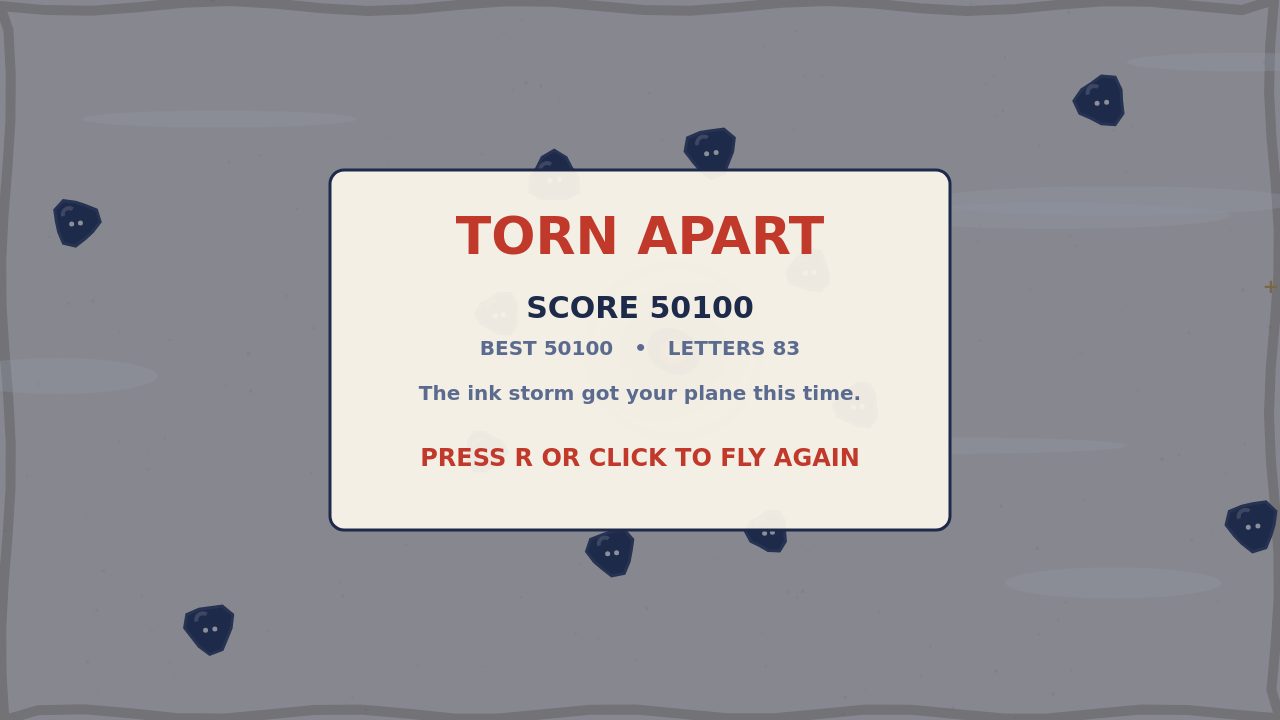 TORN APART
SCORE 50100
BEST 50100 • LETTERS 83
The ink storm got your plane this time.
PRESS R OR CLICK TO FLY AGAIN